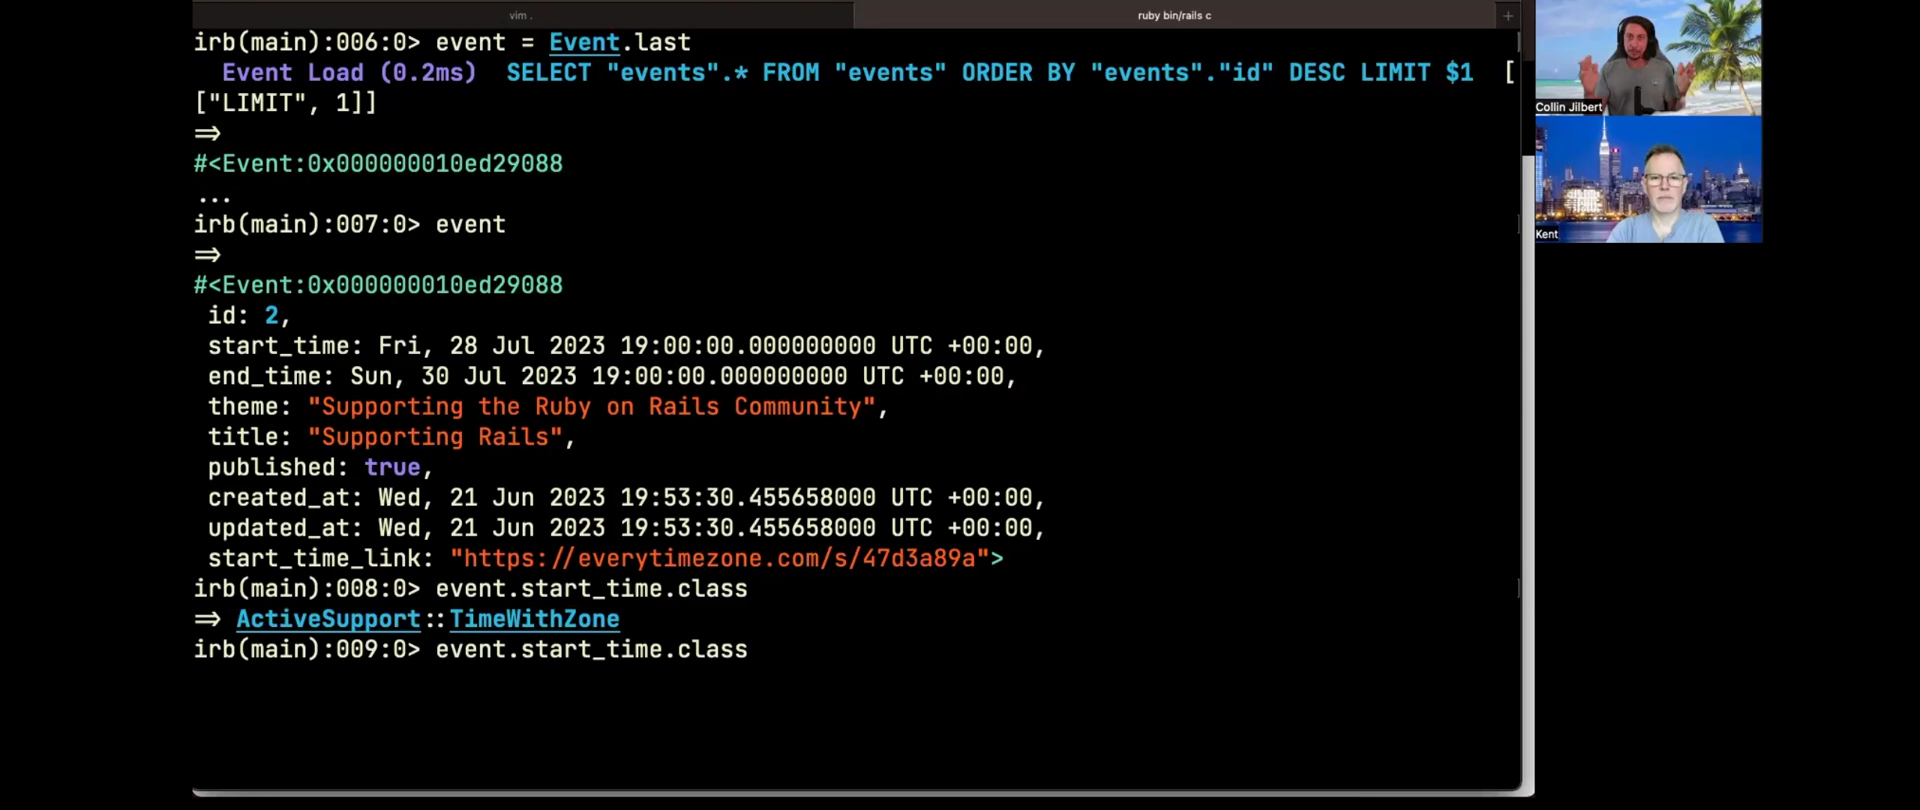 vim .
ruby bin/rails c
+
irb(main):006:0> event = Event.last
Event Load (0.2ms)  SELECT "events".* FROM "events" ORDER BY "events"."id" DESC LIMIT $1  [
["LIMIT", 1]]
=>
#<Event:0x000000010ed29088
...
irb(main):007:0> event
=>
#<Event:0x000000010ed29088
id: 2,
start_time: Fri, 28 Jul 2023 19:00:00.000000000 UTC +00:00,
end_time: Sun, 30 Jul 2023 19:00:00.000000000 UTC +00:00,
theme: "Supporting the Ruby on Rails Community",
title: "Supporting Rails",
published: true,
created_at: Wed, 21 Jun 2023 19:53:30.455658000 UTC +00:00,
updated_at: Wed, 21 Jun 2023 19:53:30.455658000 UTC +00:00,
start_time_link: "https://everytimezone.com/s/47d3a89a">
irb(main):008:0> event.start_time.class
=> ActiveSupport::TimeWithZone
irb(main):009:0> event.start_time.class
Collin Jilbert
Kent